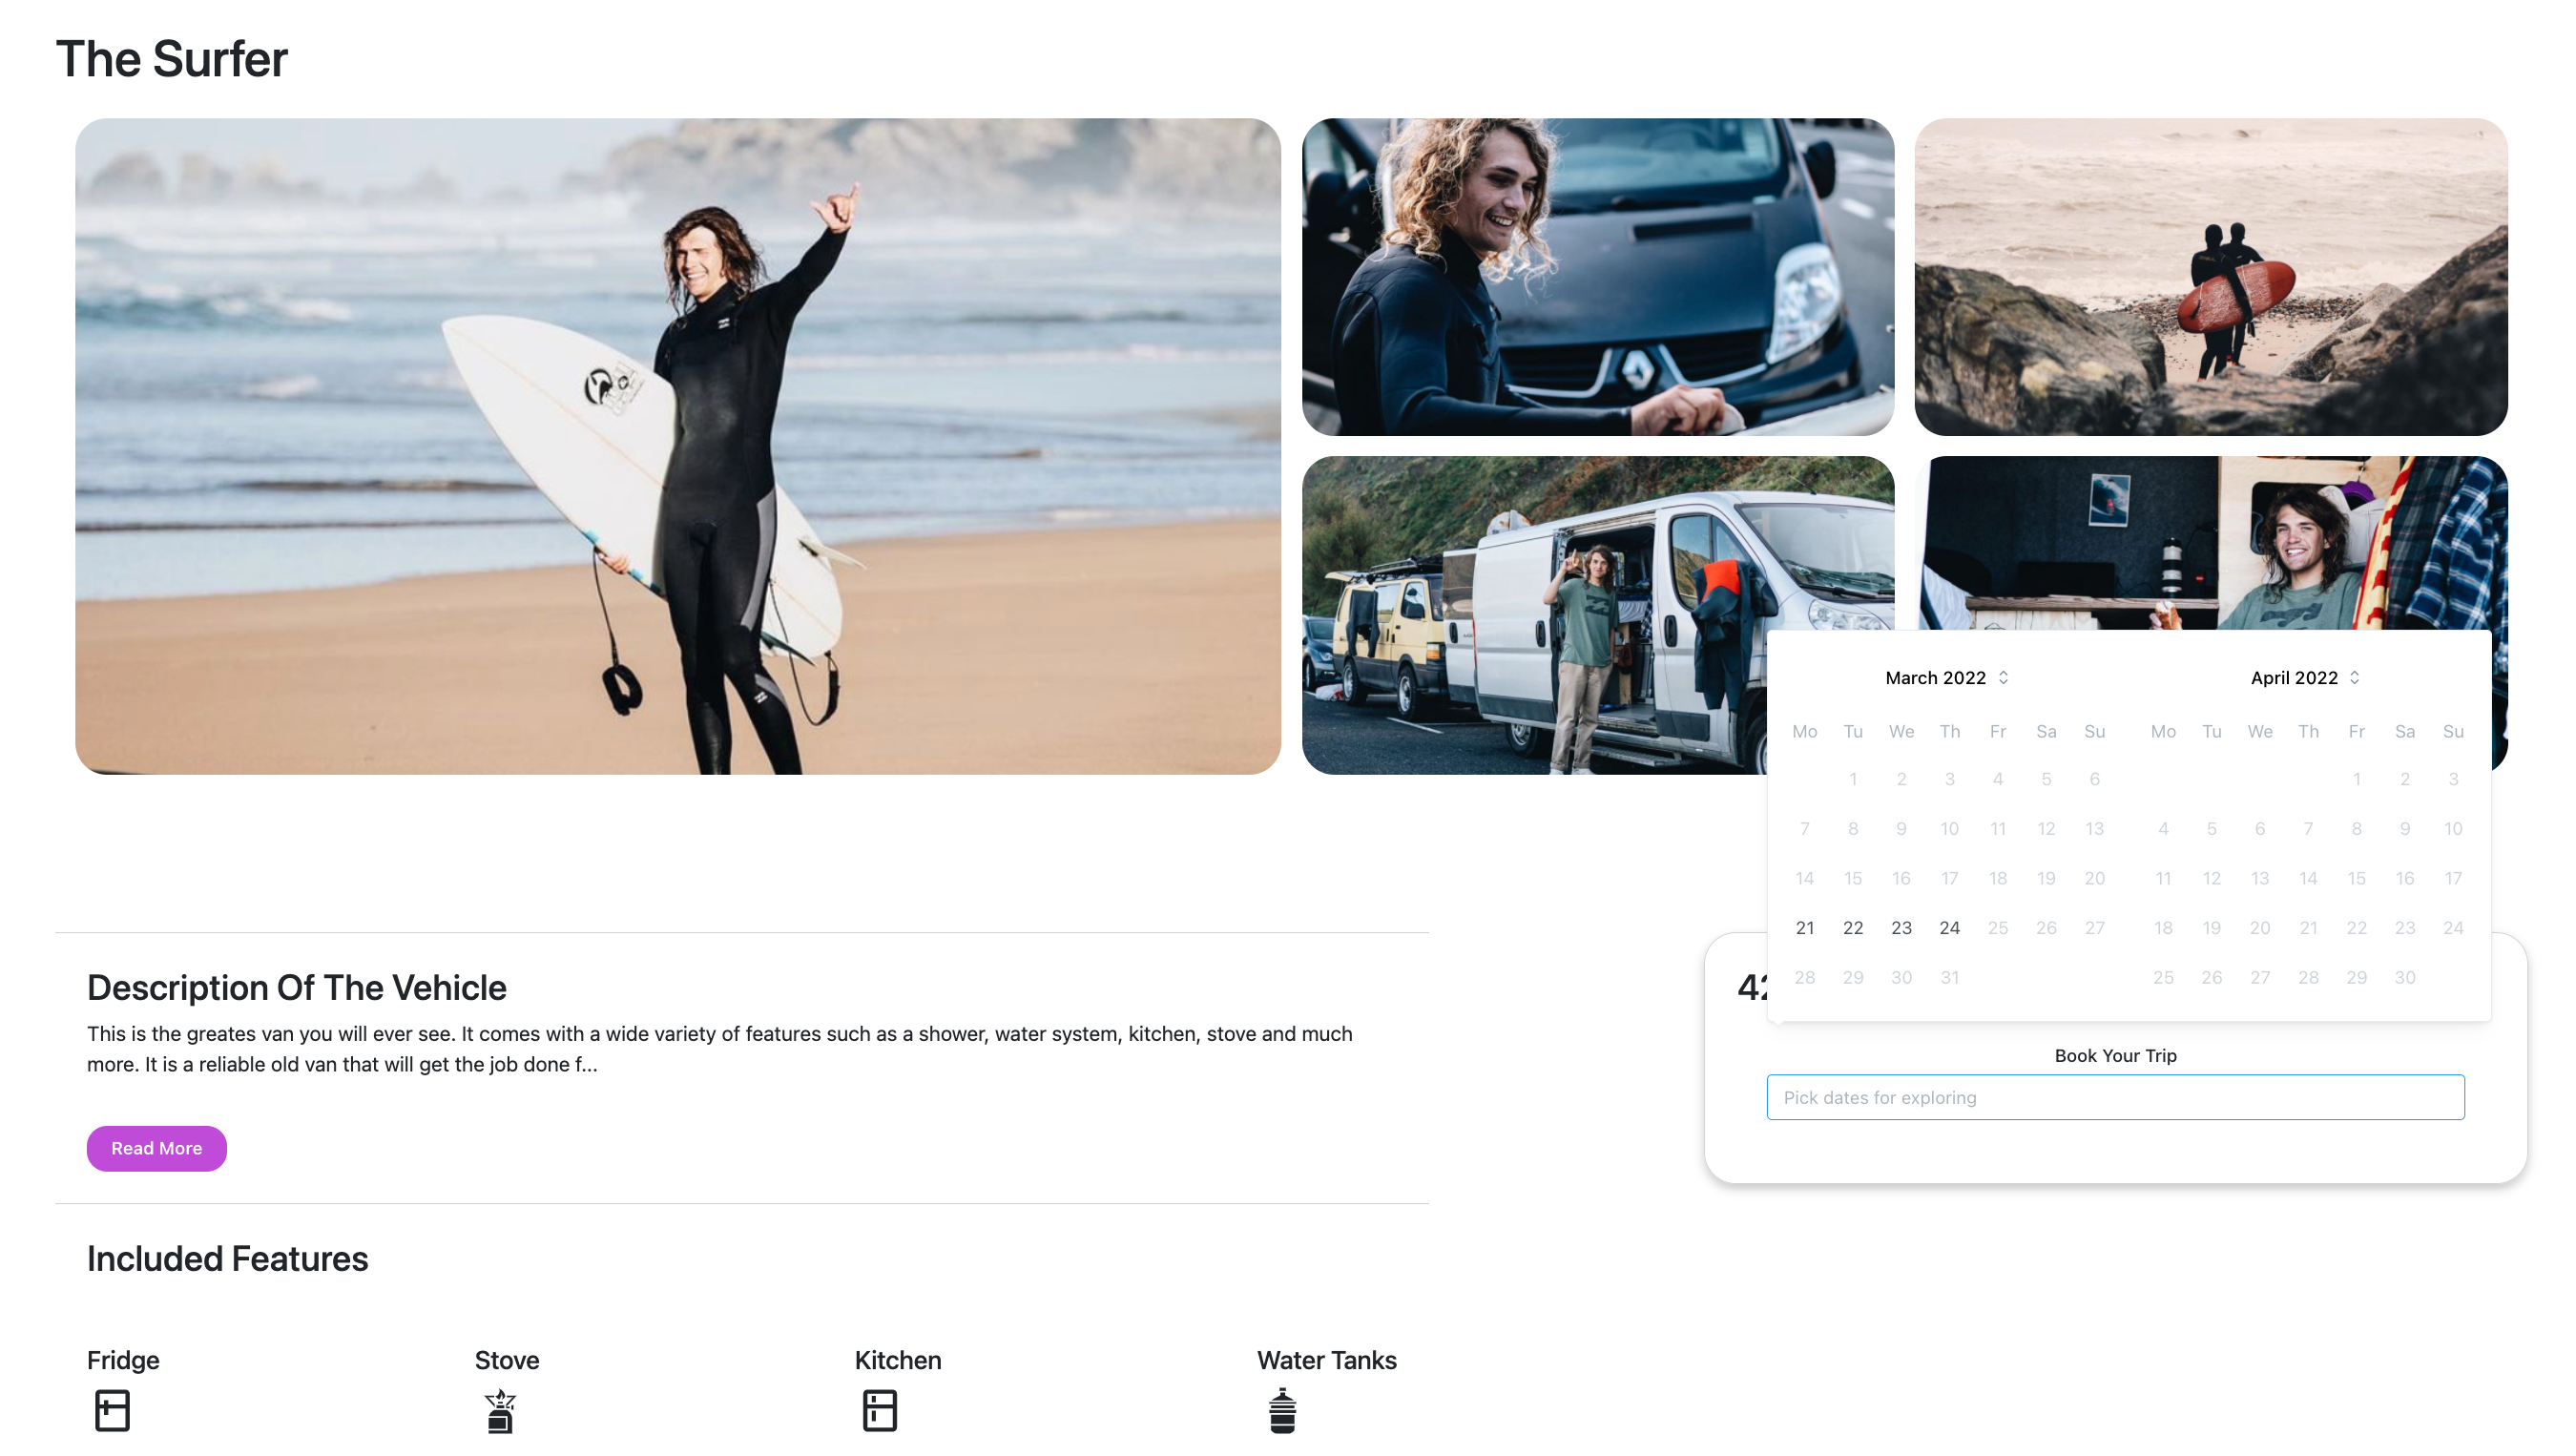 The Surfer
March 2022
April 2022
Mo Tu We Th Fr Sa Su
Mo Tu We Th Fr Sa Su
1 2 3 4 5 6
1 2 3
7 8 9 10 11 12 13
4 5 6 7 8 9 10
14 15 16 17 18 19 20
11 12 13 14 15 16 17
21 22 23 24 25 26 27
18 19 20 21 22 23 24
28 29 30 31
25 26 27 28 29 30
Description Of The Vehicle
This is the greates van you will ever see. It comes with a wide variety of features such as a shower, water system, kitchen, stove and much
more. It is a reliable old van that will get the job done f...
Read More
Book Your Trip
Pick dates for exploring
Included Features
Fridge
Stove
Kitchen
Water Tanks